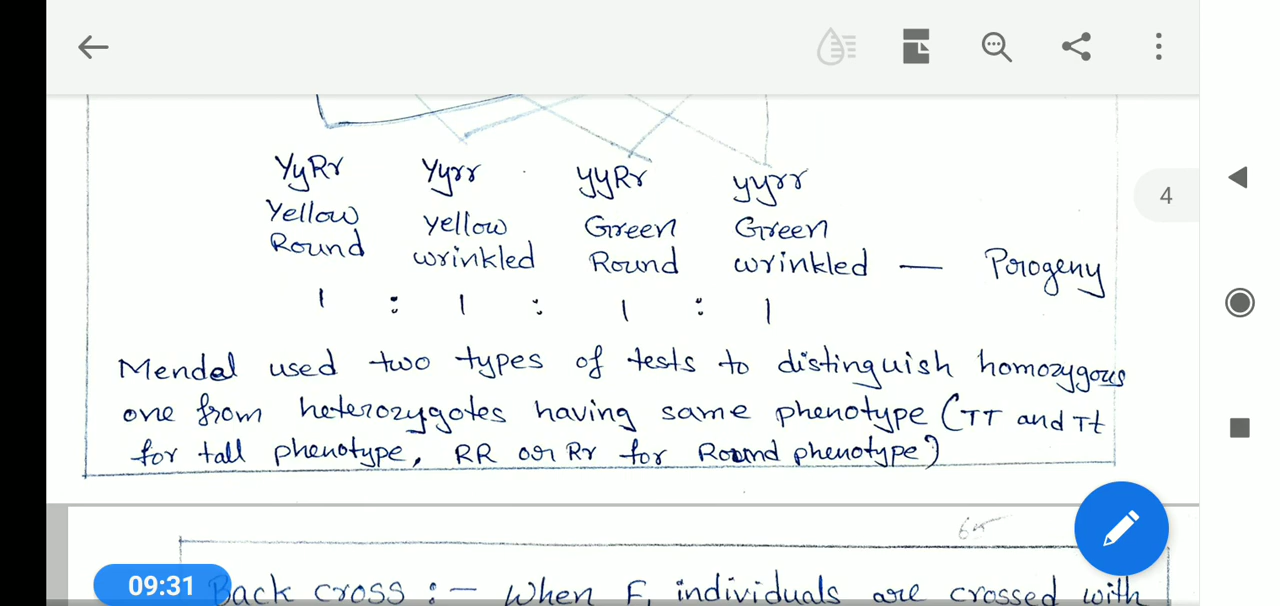 4
YyRr Yyrr yyRr yyrr
Yellow yellow Green Green
Round wrinkled Round wrinkled — Progeny
1 : 1 : 1 : 1
Mendel used two types of tests to distinguish homozygous
one from heterozygotes having same phenotype (TT and Tt
for tall phenotype, RR or Rr for Round phenotype)
65
09:31
Back cross :- When F1 individuals are crossed with